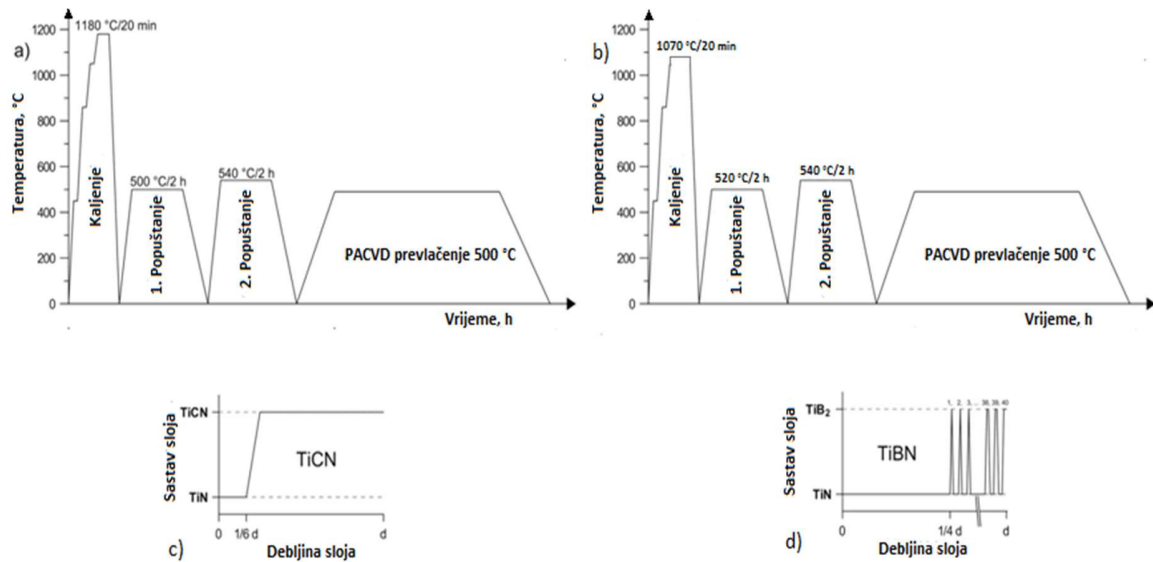 a)
1180 °C/20 min
1200
1000
800
600
400
200
0
Temperatura, °C
Kaljenje
500 °C/2 h
1. Popuštanje
540 °C/2 h
2. Popuštanje
PACVD prevlačenje 500 °C
Vrijeme, h
b)
1070 °C/20 min
1200
1000
800
600
400
200
0
Temperatura, °C
Kaljenje
520 °C/2 h
1. Popuštanje
540 °C/2 h
2. Popuštanje
PACVD prevlačenje 500 °C
Vrijeme, h
c)
Sastav sloja
TiCN
TiN
TiCN
0
1/6 d
d
Debljina sloja
d)
Sastav sloja
TiB₂
TiN
TiBN
1, 2, 3, ... 38, 39, 40
0
1/4 d
d
Debljina sloja